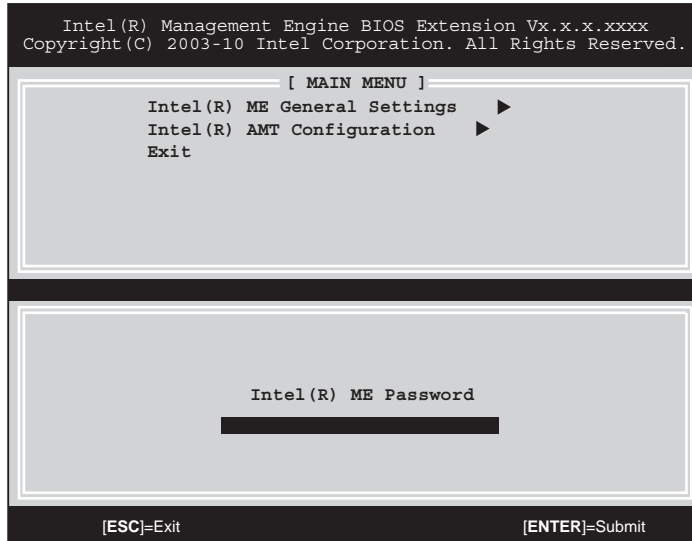 Intel(R) Management Engine BIOS Extension Vx.x.x.xxxx
Copyright(C) 2003-10 Intel Corporation. All Rights Reserved.
[ MAIN MENU ]
Intel(R) ME General Settings ▶
Intel(R) AMT Configuration ▶
Exit
Intel(R) ME Password
[ESC]=Exit [ENTER]=Submit